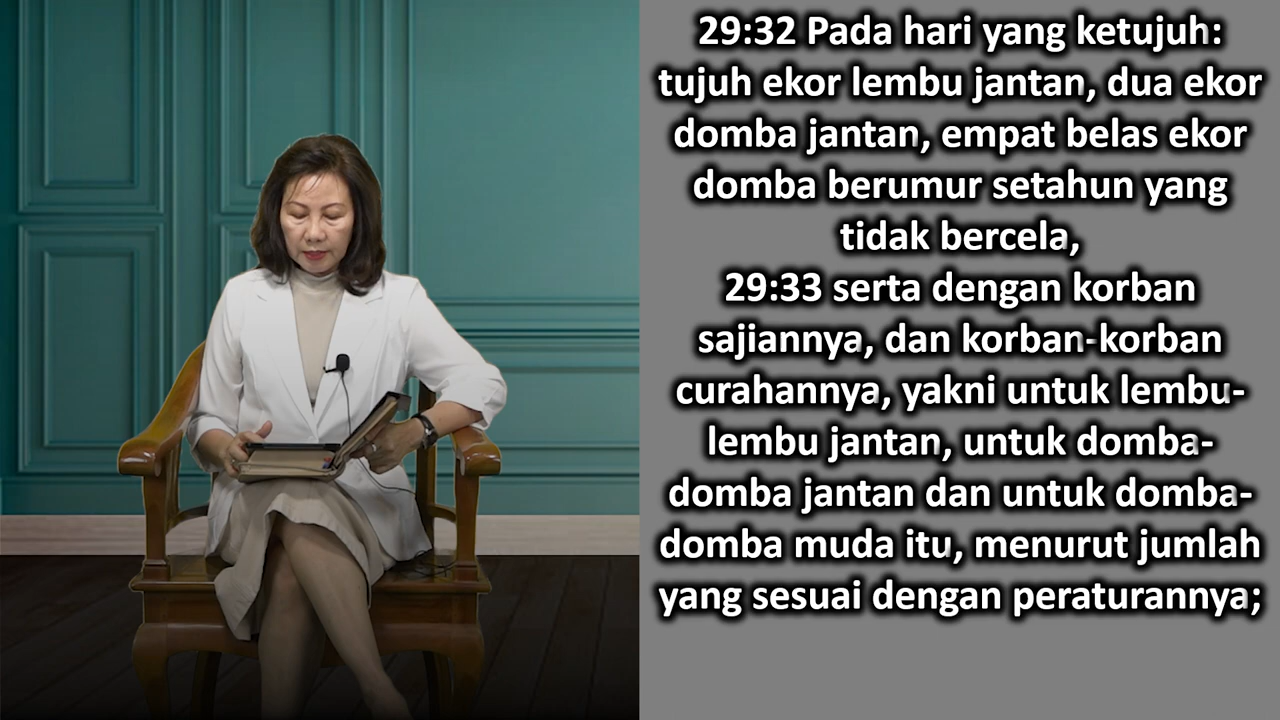 29:32 Pada hari yang ketujuh:
tujuh ekor lembu jantan, dua ekor
domba jantan, empat belas ekor
domba berumur setahun yang
tidak bercela,
29:33 serta dengan korban
sajiannya, dan korban-korban
curahannya, yakni untuk lembu-
lembu jantan, untuk domba-
domba jantan dan untuk domba-
domba muda itu, menurut jumlah
yang sesuai dengan peraturannya;